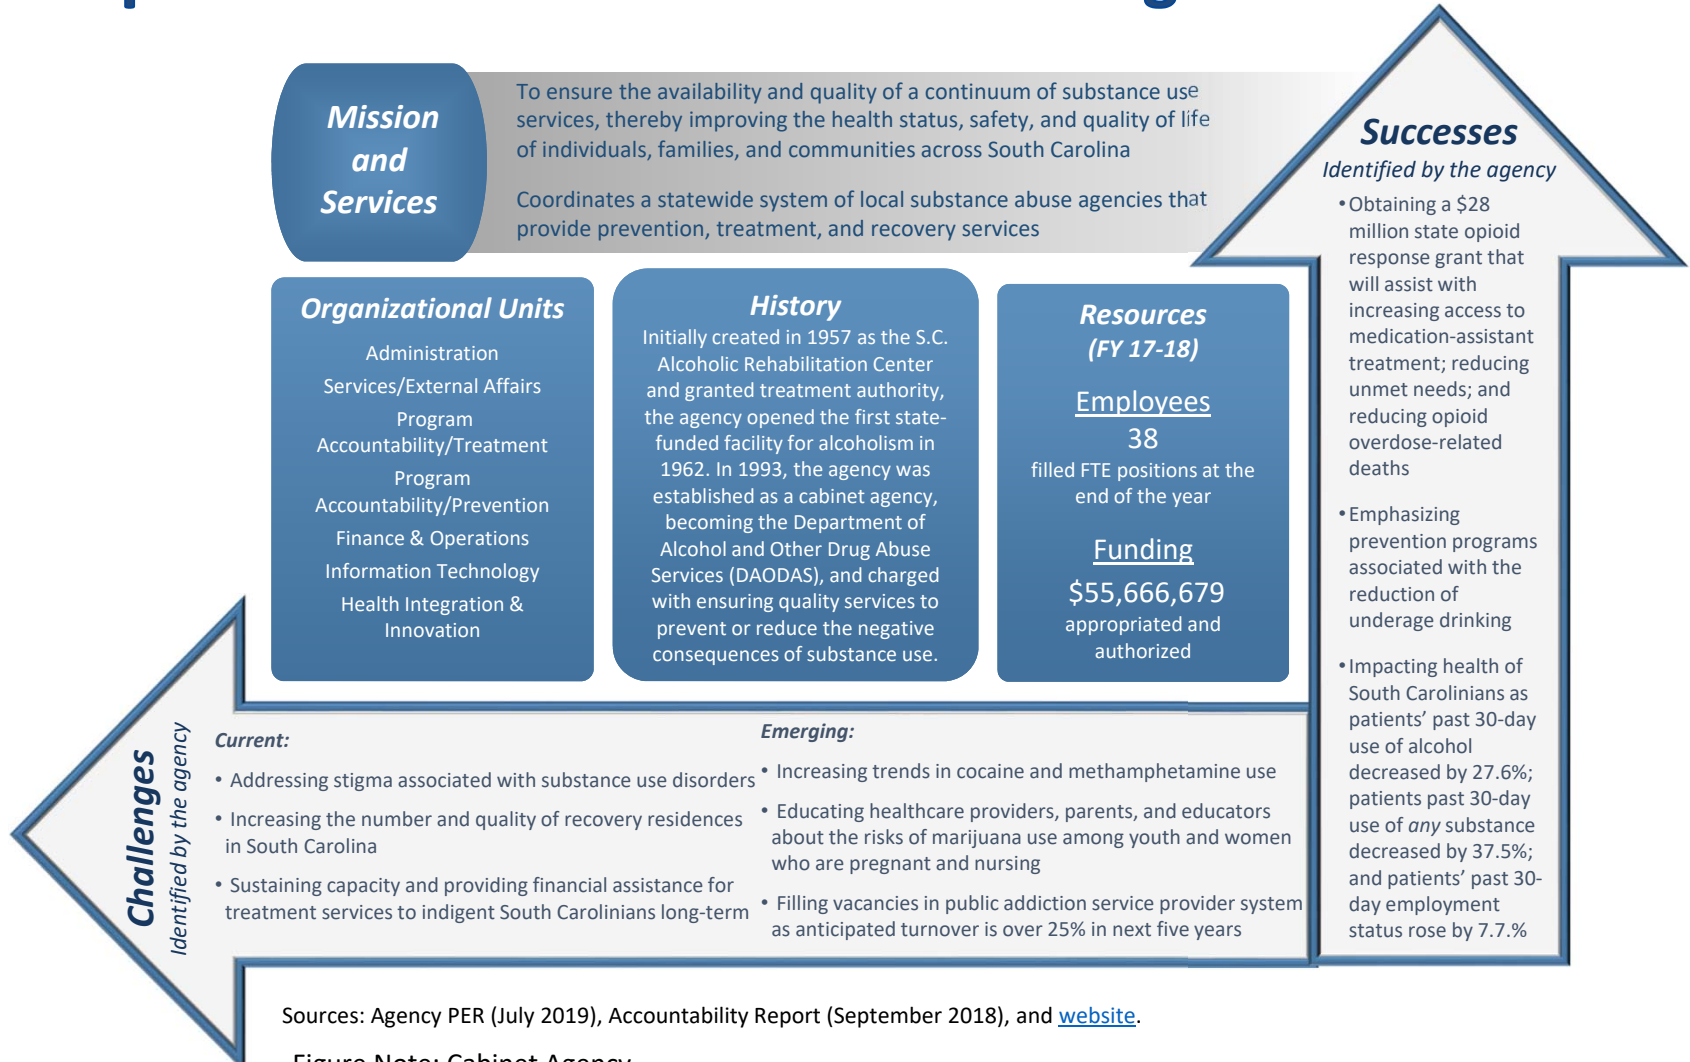 Mission
and
Services
To ensure the availability and quality of a continuum of substance use
services, thereby improving the health status, safety, and quality of life
of individuals, families, and communities across South Carolina
Coordinates a statewide system of local substance abuse agencies that
provide prevention, treatment, and recovery services
Organizational Units
Administration
Services/External Affairs
Program
Accountability/Treatment
Program
Accountability/Prevention
Finance & Operations
Information Technology
Health Integration &
Innovation
History
Initially created in 1957 as the S.C.
Alcoholic Rehabilitation Center
and granted treatment authority,
the agency opened the first state-
funded facility for alcoholism in
1962. In 1993, the agency was
established as a cabinet agency,
becoming the Department of
Alcohol and Other Drug Abuse
Services (DAODAS), and charged
with ensuring quality services to
prevent or reduce the negative
consequences of substance use.
Resources
(FY 17-18)
Employees
38
filled FTE positions at the
end of the year
Funding
$55,666,679
appropriated and
authorized
Successes
Identified by the agency
•Obtaining a $28
million state opioid
response grant that
will assist with
increasing access to
medication-assistant
treatment; reducing
unmet needs; and
reducing opioid
overdose-related
deaths
•Emphasizing
prevention programs
associated with the
reduction of
underage drinking
•Impacting health of
South Carolinians as
patients’ past 30-day
use of alcohol
decreased by 27.6%;
patients past 30-day
use of any substance
decreased by 37.5%;
and patients’ past 30-
day employment
status rose by 7.7.%
Challenges
Identified by the agency
Current:
• Addressing stigma associated with substance use disorders
• Increasing the number and quality of recovery residences
in South Carolina
• Sustaining capacity and providing financial assistance for
treatment services to indigent South Carolinians long-term
Emerging:
• Increasing trends in cocaine and methamphetamine use
• Educating healthcare providers, parents, and educators
about the risks of marijuana use among youth and women
who are pregnant and nursing
• Filling vacancies in public addiction service provider system
as anticipated turnover is over 25% in next five years
Sources: Agency PER (July 2019), Accountability Report (September 2018), and website.
Figure Note: Cabinet Agency